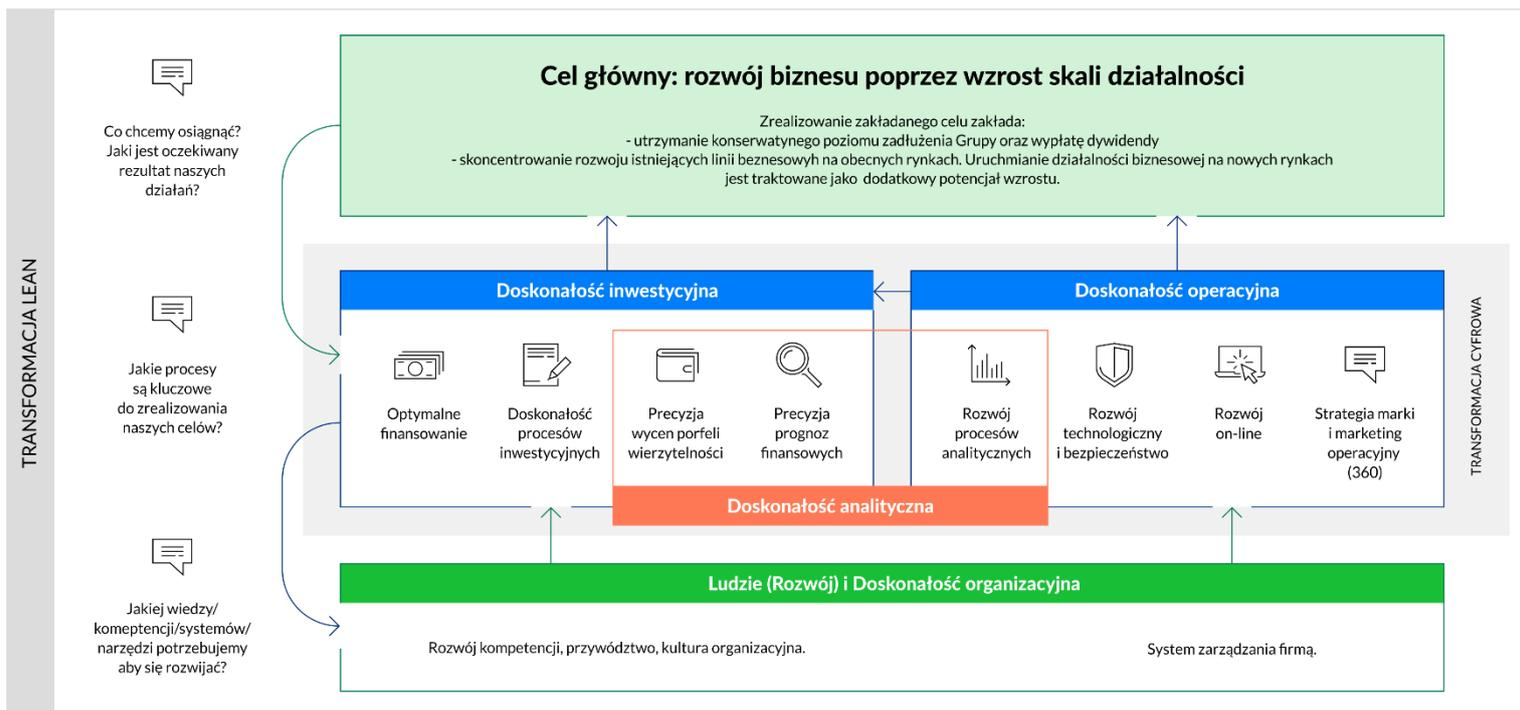 TRANSFORMACJA LEAN
Co chcemy osiągnąć?
Jaki jest oczekiwany
rezultat naszych
działań?
Cel główny: rozwój biznesu poprzez wzrost skali działalności
Zrealizowanie zakładanego celu zakłada:
- utrzymanie konserwatynego poziomu zadłużenia Grupy oraz wypłatę dywidendy
- skoncentrowanie rozwoju istniejących linii beznesowyh na obecnych rynkach. Uruchmianie działalności biznesowej na nowych rynkach
jest traktowane jako dodatkowy potencjał wzrostu.
Jakie procesy
są kluczowe
do zrealizowania
naszych celów?
Doskonałość inwestycyjna
Optymalne
finansowanie
Doskonałość
procesów
inwestycyjnych
Precyzja
wycen porfeli
wierzytelności
Precyzja
prognoz
finansowych
Doskonałość operacyjna
Rozwój
procesów
analitycznych
Rozwój
technologiczny
i bezpieczeństwo
Rozwój
on-line
Strategia marki
i marketing
operacyjny
(360)
Doskonałość analityczna
TRANSFORMACJA CYFROWA
Jakiej wiedzy/
komeptencji/systemów/
narzędzi potrzebujemy
aby się rozwijać?
Ludzie (Rozwój) i Doskonałość organizacyjna
Rozwój kompetencji, przywództwo, kultura organizacyjna.
System zarządzania firmą.